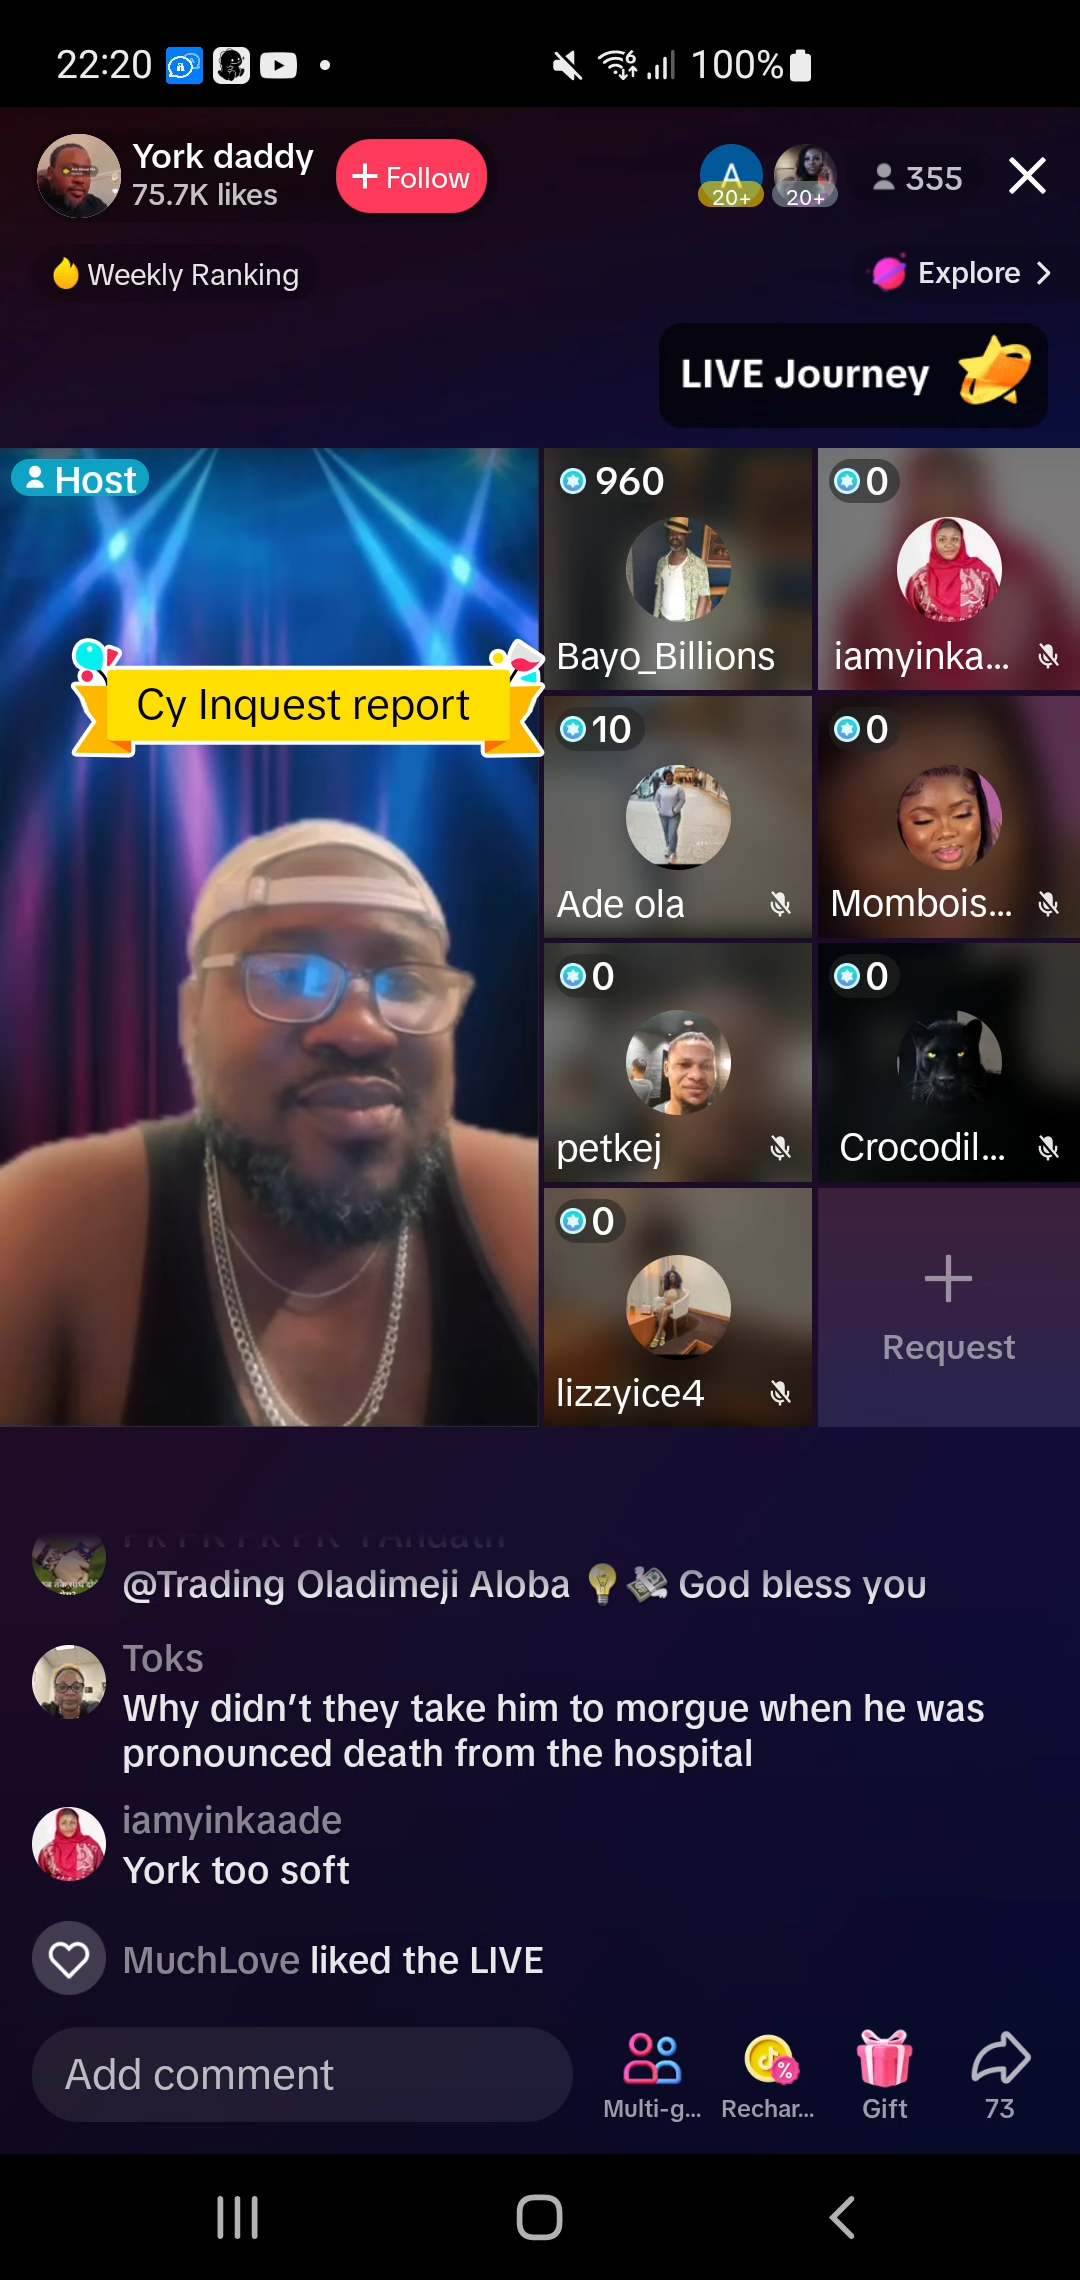 22:20
100%
York daddy
75.7K likes
+ Follow
A
20+
20+
355
Weekly Ranking
Explore >
LIVE Journey
Host
Cy Inquest report
960
Bayo_Billions
0
iamyinka...
10
Ade ola
0
Mombois...
0
petkej
0
Crocodil...
0
lizzyice4
Request
@Trading Oladimeji Aloba 💡💸 God bless you
Toks
Why didn't they take him to morgue when he was
pronounced death from the hospital
iamyinkaade
York too soft
MuchLove liked the LIVE
Add comment
Multi-g...
Rechar...
Gift
73